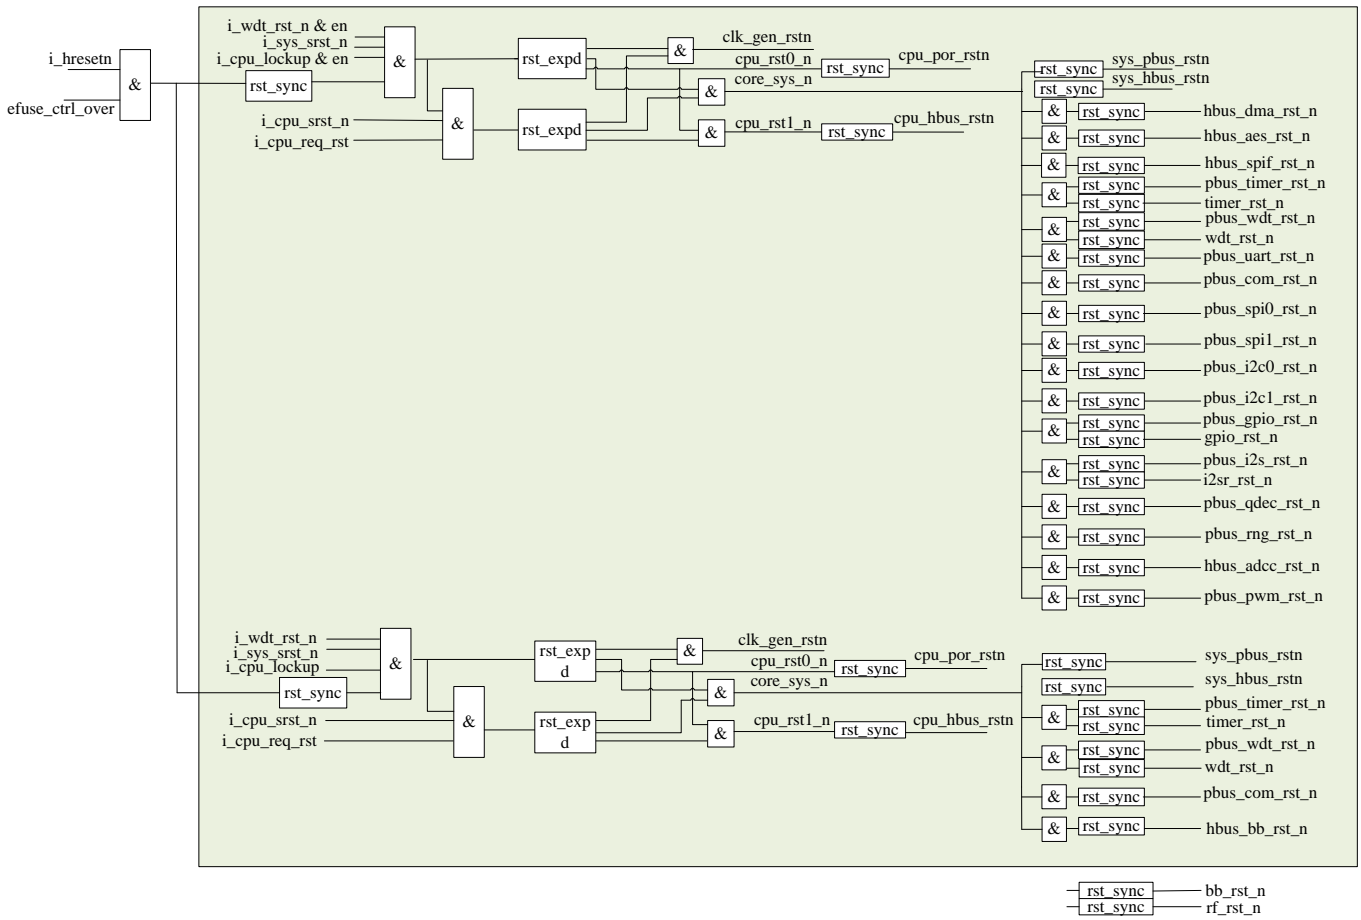 i_hresetn
&
efuse_ctrl_over
i_wdt_rst_n & en
i_sys_srst_n
i_cpu_lockup & en
rst_sync
&
i_cpu_srst_n
i_cpu_req_rst
&
rst_expd
rst_expd
&
clk_gen_rstn
cpu_rst0_n
rst_sync
cpu_por_rstn
&
core_sys_n
&
cpu_rst1_n
rst_sync
cpu_hbus_rstn
rst_sync sys_pbus_rstn
rst_sync sys_hbus_rstn
& rst_sync hbus_dma_rst_n
& rst_sync hbus_aes_rst_n
& rst_sync hbus_spif_rst_n
& rst_sync pbus_timer_rst_n
rst_sync timer_rst_n
& rst_sync pbus_wdt_rst_n
rst_sync wdt_rst_n
& rst_sync pbus_uart_rst_n
& rst_sync pbus_com_rst_n
& rst_sync pbus_spi0_rst_n
& rst_sync pbus_spi1_rst_n
& rst_sync pbus_i2c0_rst_n
& rst_sync pbus_i2c1_rst_n
& rst_sync pbus_gpio_rst_n
rst_sync gpio_rst_n
& rst_sync pbus_i2s_rst_n
rst_sync i2sr_rst_n
& rst_sync pbus_qdec_rst_n
& rst_sync pbus_rng_rst_n
& rst_sync hbus_adcc_rst_n
& rst_sync pbus_pwm_rst_n
i_wdt_rst_n
i_sys_srst_n
i_cpu_lockup
rst_sync
&
i_cpu_srst_n
i_cpu_req_rst
&
rst_exp
d
rst_exp
d
&
clk_gen_rstn
cpu_rst0_n
rst_sync
cpu_por_rstn
&
core_sys_n
&
cpu_rst1_n
rst_sync
cpu_hbus_rstn
rst_sync sys_pbus_rstn
rst_sync sys_hbus_rstn
& rst_sync pbus_timer_rst_n
rst_sync timer_rst_n
& rst_sync pbus_wdt_rst_n
rst_sync wdt_rst_n
& rst_sync pbus_com_rst_n
& rst_sync hbus_bb_rst_n
rst_sync bb_rst_n
rst_sync rf_rst_n